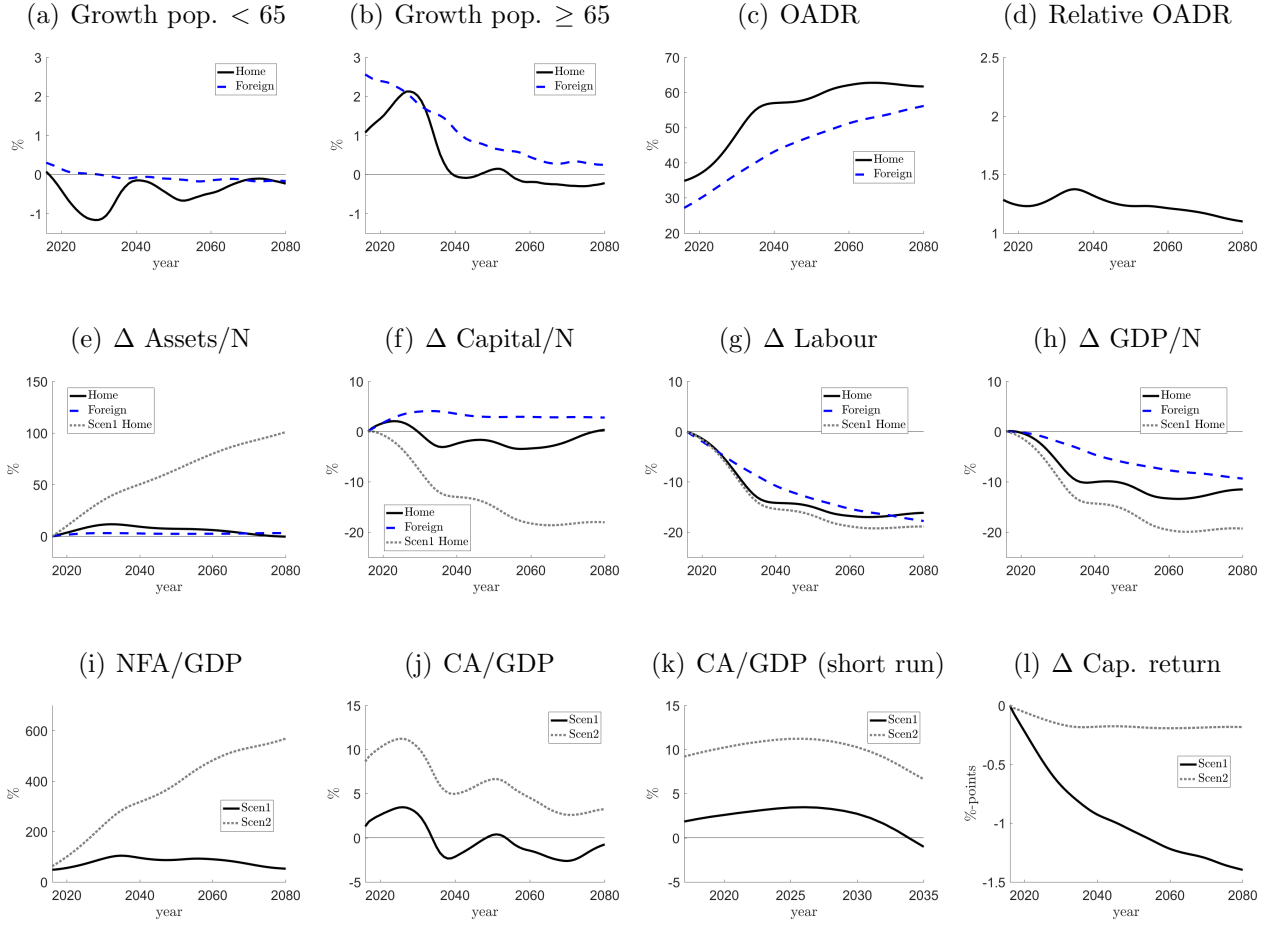 (a) Growth pop. < 65
3
2
1
0
-1
%
2020
2040
2060
2080
year
Home
Foreign
(b) Growth pop. ≥ 65
3
2
1
0
-1
%
2020
2040
2060
2080
year
Home
Foreign
(c) OADR
70
60
50
40
30
20
%
2020
2040
2060
2080
year
Home
Foreign
(d) Relative OADR
2.5
2
1.5
1
2020
2040
2060
2080
year
(e) Δ Assets/N
150
100
50
0
%
2020
2040
2060
2080
year
Home
Foreign
Scen1 Home
(f) Δ Capital/N
10
0
-10
-20
%
2020
2040
2060
2080
year
Home
Foreign
Scen1 Home
(g) Δ Labour
10
0
-10
-20
%
2020
2040
2060
2080
year
Home
Foreign
Scen1 Home
(h) Δ GDP/N
10
0
-10
-20
%
2020
2040
2060
2080
year
Home
Foreign
Scen1 Home
(i) NFA/GDP
600
400
200
0
%
2020
2040
2060
2080
year
Scen1
Scen2
(j) CA/GDP
15
10
5
0
-5
%
2020
2040
2060
2080
year
Scen1
Scen2
(k) CA/GDP (short run)
15
10
5
0
-5
%
2020
2025
2030
2035
year
Scen1
Scen2
(l) Δ Cap. return
0
-0.5
-1
-1.5
%-points
2020
2040
2060
2080
year
Scen1
Scen2